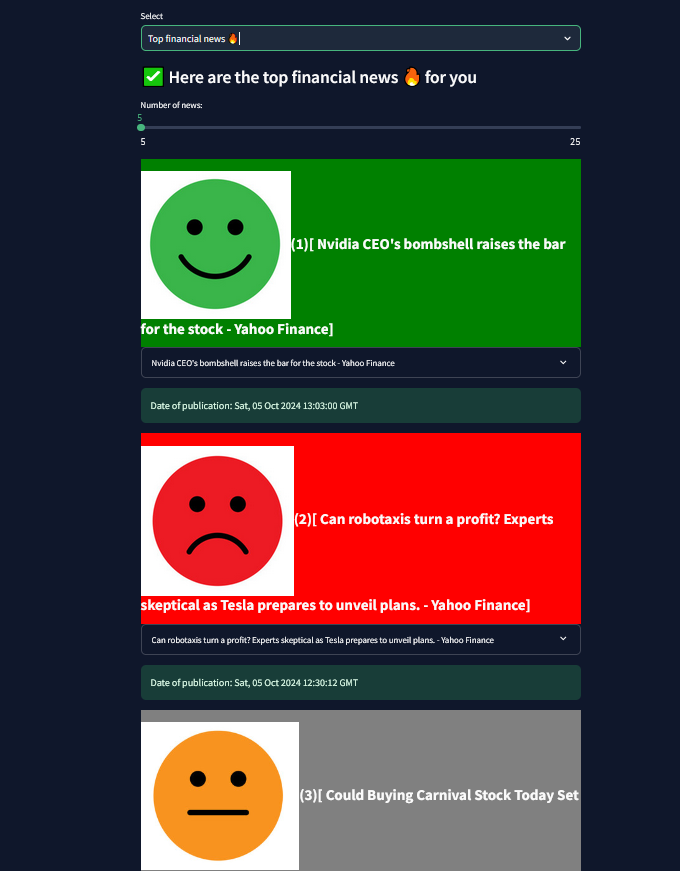 Select
Top financial news 🔥
✅ Here are the top financial news 🔥 for you
Number of news:
5
5 25
(1)[ Nvidia CEO's bombshell raises the bar
for the stock - Yahoo Finance]
Nvidia CEO's bombshell raises the bar for the stock - Yahoo Finance
Date of publication: Sat, 05 Oct 2024 13:03:00 GMT
(2)[ Can robotaxis turn a profit? Experts
skeptical as Tesla prepares to unveil plans. - Yahoo Finance]
Can robotaxis turn a profit? Experts skeptical as Tesla prepares to unveil plans. - Yahoo Finance
Date of publication: Sat, 05 Oct 2024 12:30:12 GMT
(3)[ Could Buying Carnival Stock Today Set